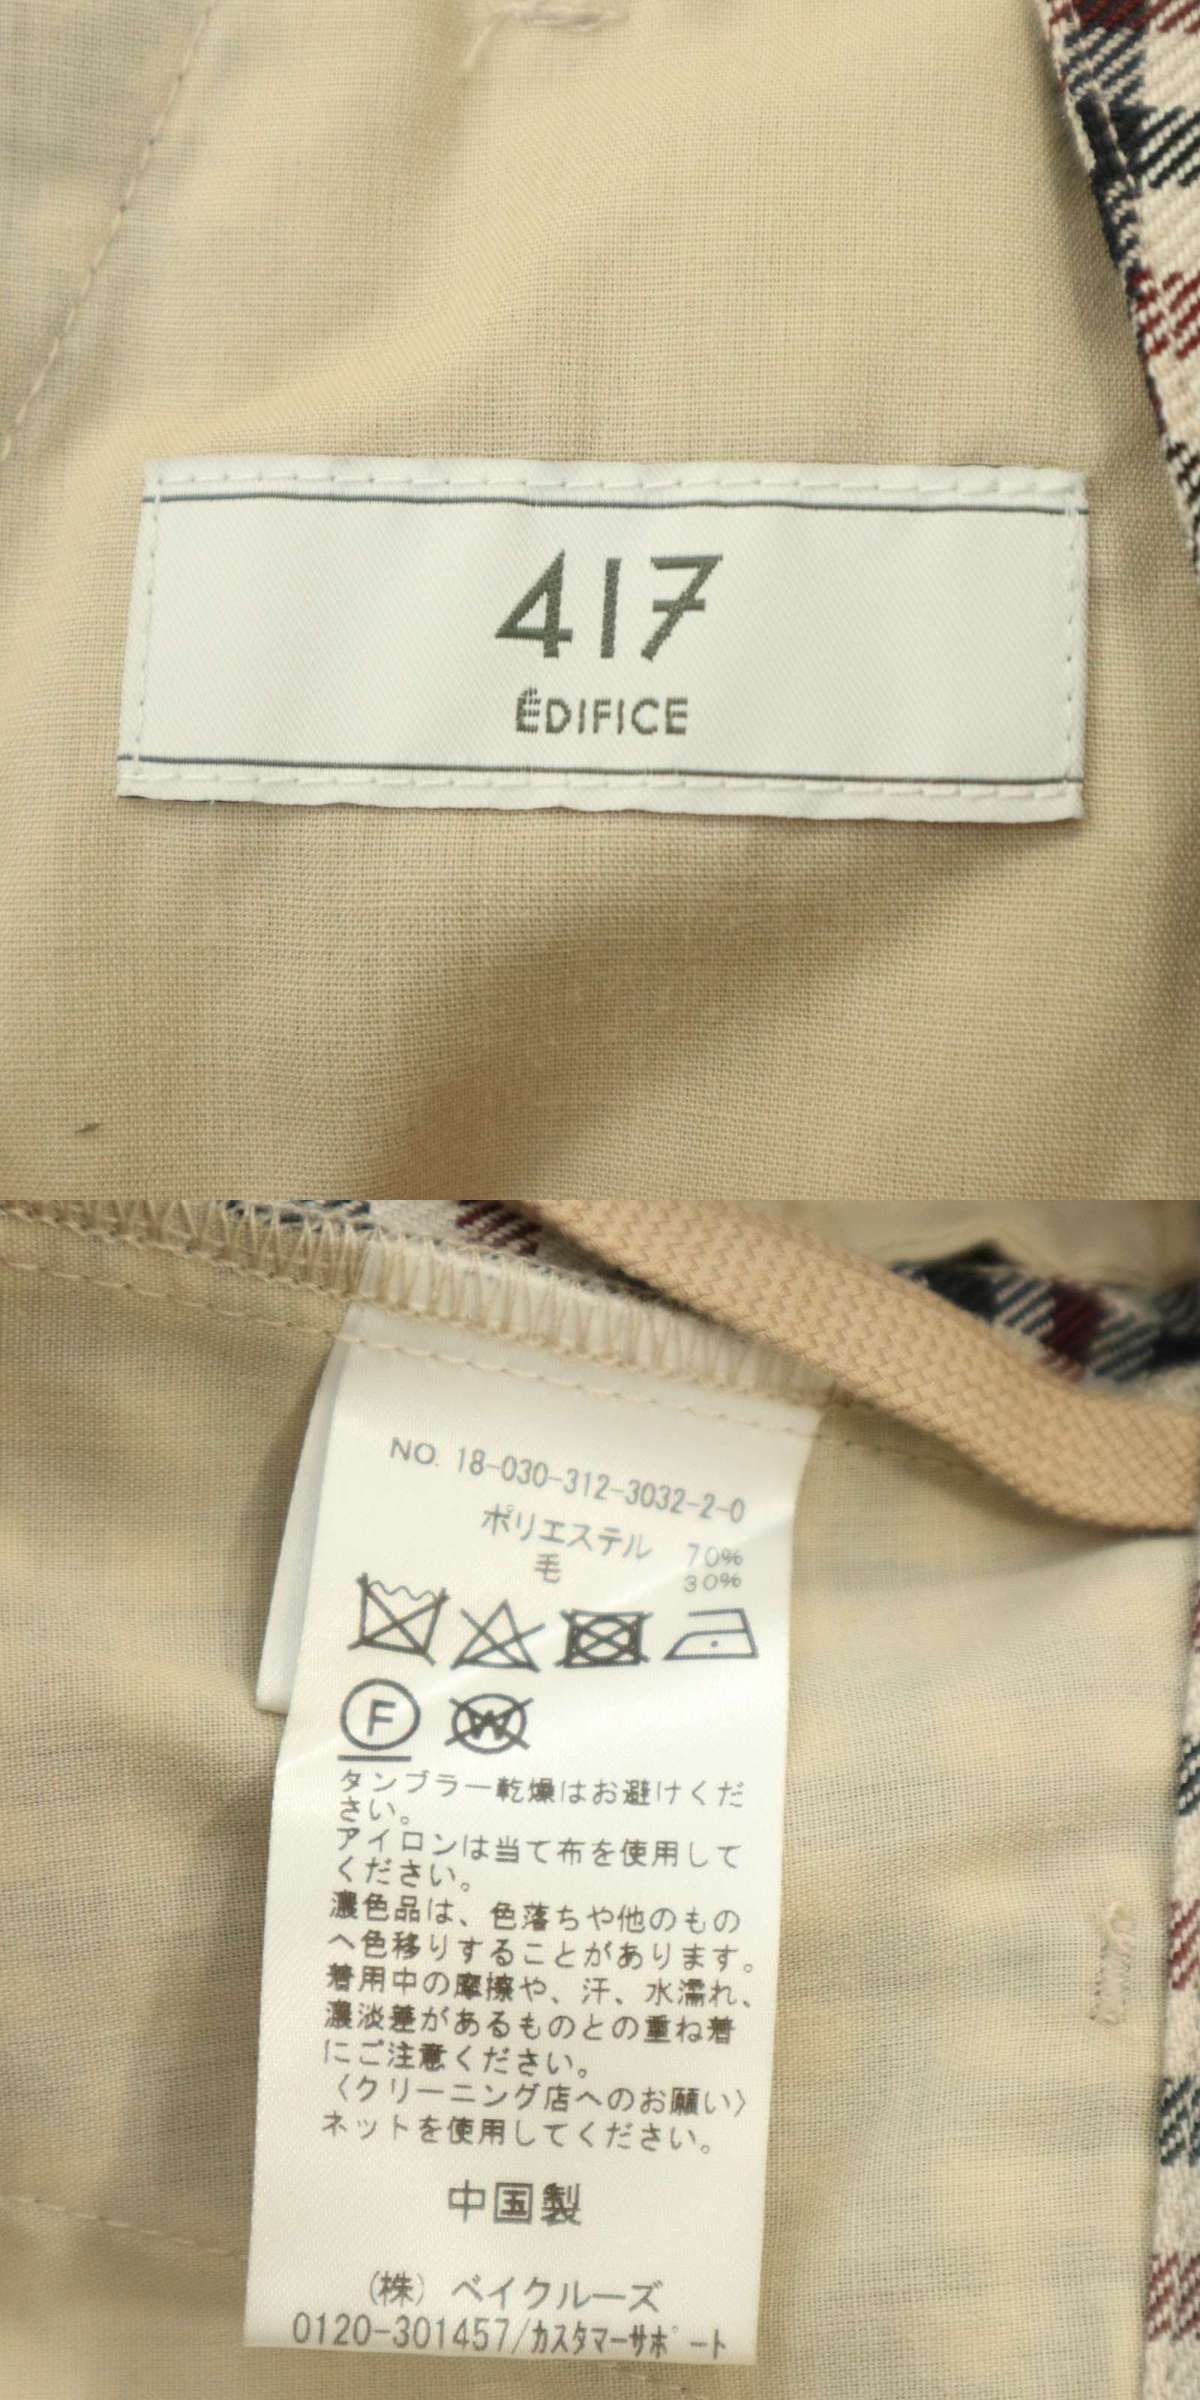 417
ÉDIFICE
NO. 18-030-312-3032-2-0
ポリエステル 70%
毛 30%
F W
タンブラー乾燥はお避けくだ
さい。
アイロンは当て布を使用して
ください。
濃色品は、色落ちや他のもの
へ色移りすることがあります。
着用中の摩擦や、汗、水濡れ、
濃淡差があるものとの重ね着
にご注意ください。
〈クリーニング店へのお願い〉
ネットを使用してください。
中国製
(株) ベイクルーズ
0120-301457/カスタマーサポート